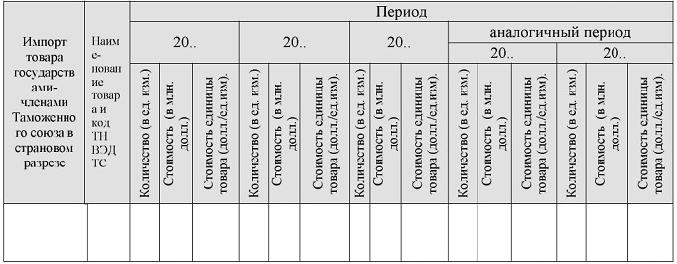 Период
аналогичный период
20..
20..
20..
20..
20..
Импорт
товара
государств
ами-
членами
Таможенно
го союза в
страновом
разрезе
Наим
е-
нован
ие
товар
а и
код
ТН
ВЭД
ТС
Количество (в ед. изм.)
Стоимость (в млн.
долл.)
Стоимость единицы
товара (долл./ед.изм).
Количество (в ед. изм.)
Стоимость (в млн.
долл.)
Стоимость единицы
товара (долл./ед.изм).
Количество (в ед. изм.)
Стоимость (в млн.
долл.)
Стоимость единицы
товара (долл./ед.изм).
Количество (в ед. изм.)
Стоимость (в млн.
долл.)
Стоимость единицы
товара (долл./ед.изм).
Количество (в ед. изм.)
Стоимость (в млн.
долл.)
Стоимость единицы
товара (долл./ед.изм).